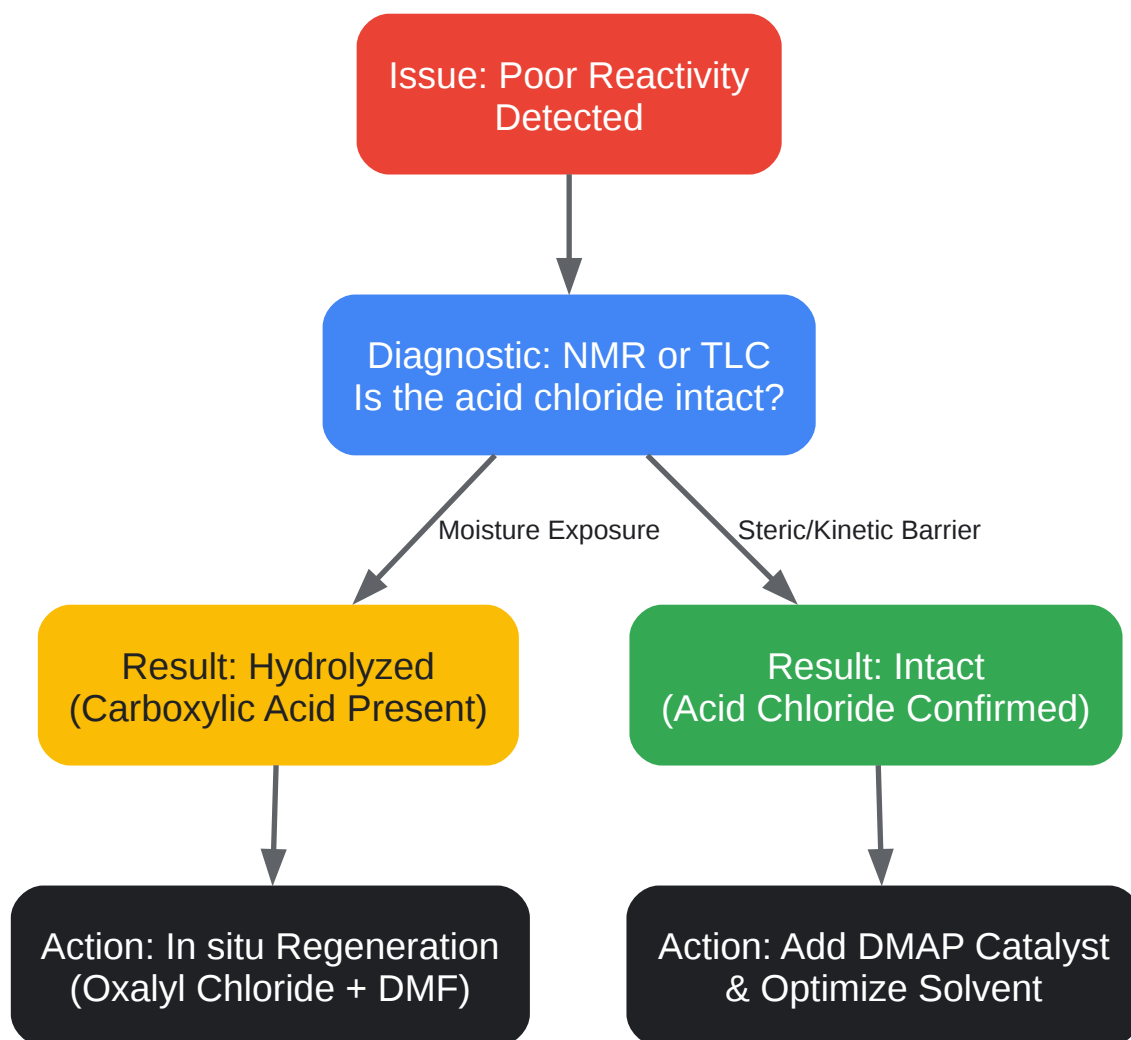 Issue: Poor Reactivity
Detected
Diagnostic: NMR or TLC
Is the acid chloride intact?
Moisture Exposure
Steric/Kinetic Barrier
Result: Hydrolyzed
(Carboxylic Acid Present)
Result: Intact
(Acid Chloride Confirmed)
Action: In situ Regeneration
(Oxalyl Chloride + DMF)
Action: Add DMAP Catalyst
& Optimize Solvent